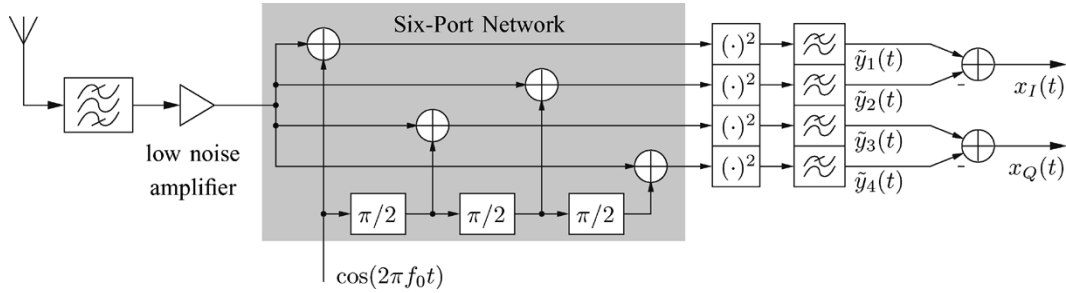 Six-Port Network
(·)²
ỹ₁(t)
x_I(t)
(·)²
ỹ₂(t)
-
(·)²
ỹ₃(t)
x_Q(t)
(·)²
ỹ₄(t)
-
low noise
amplifier
π/2
π/2
π/2
cos(2πf₀t)